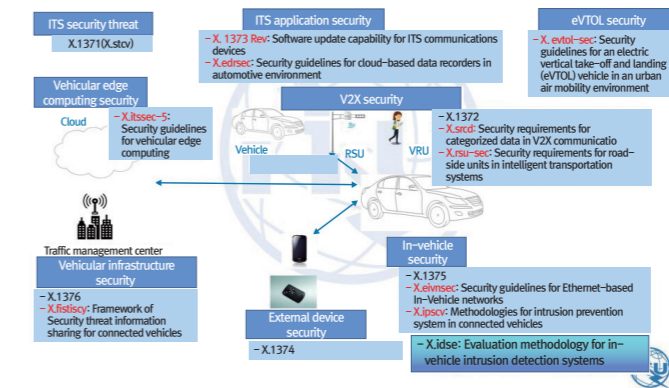 ITS security threat
X.1371(X.stcv)
ITS application security
– X. 1373 Rev: Software update capability for ITS communications
devices
– X.edrsec: Security guidelines for cloud-based data recorders in
automotive environment
eVTOL security
– X. evtol-sec: Security
guidelines for an electric
vertical take-off and landing
(eVTOL) vehicle in an urban
air mobility environment
Vehicular edge
computing security
Cloud
– X.itssec-5:
Security guidelines
for vehicular edge
computing
V2X security
Vehicle
RSU
VRU
– X.1372
– X.srcd: Security requirements for
categorized data in V2X communicatio
– X.rsu-sec: Security requirements for road-
side units in intelligent transportation
systems
Traffic management center
Vehicular infrastructure
security
– X.1376
– X.fstiscv: Framework of
Security threat information
sharing for connected vehicles
External device
security
– X.1374
In-vehicle
security
– X.1375
– X.eivnsec: Security guidelines for Ethernet-based
In-Vehicle networks
– X.ipscv: Methodologies for intrusion prevention
system in connected vehicles
– X.idse: Evaluation methodology for in-
vehicle intrusion detection systems